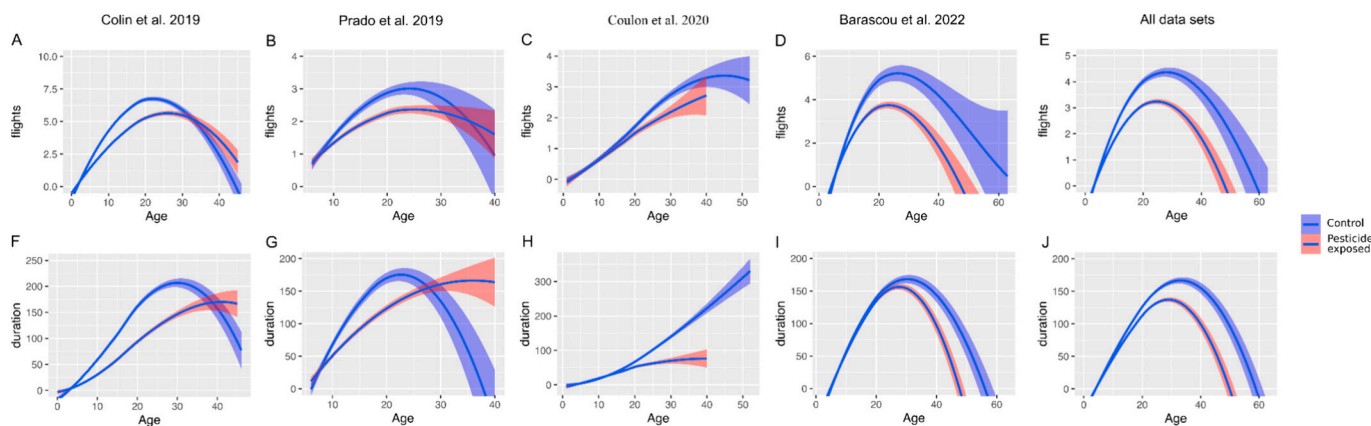 Colin et al. 2019
Prado et al. 2019
Coulon et al. 2020
Barascou et al. 2022
All data sets
A
flights
10.0
7.5
5.0
2.5
0.0
0 10 20 30 40
Age
B
flights
4
3
2
1
0
10 20 30 40
Age
C
flights
4
3
2
1
0
0 10 20 30 40 50
Age
D
flights
6
4
2
0
0 20 40 60
Age
E
flights
5
4
3
2
1
0
0 20 40 60
Age
Control
Pesticide
exposed
F
duration
250
200
150
100
50
0
0 10 20 30 40
Age
G
duration
200
150
100
50
0
10 20 30 40
Age
H
duration
300
200
100
0
0 10 20 30 40 50
Age
I
duration
200
150
100
50
0
0 20 40 60
Age
J
duration
200
150
100
50
0
0 20 40 60
Age